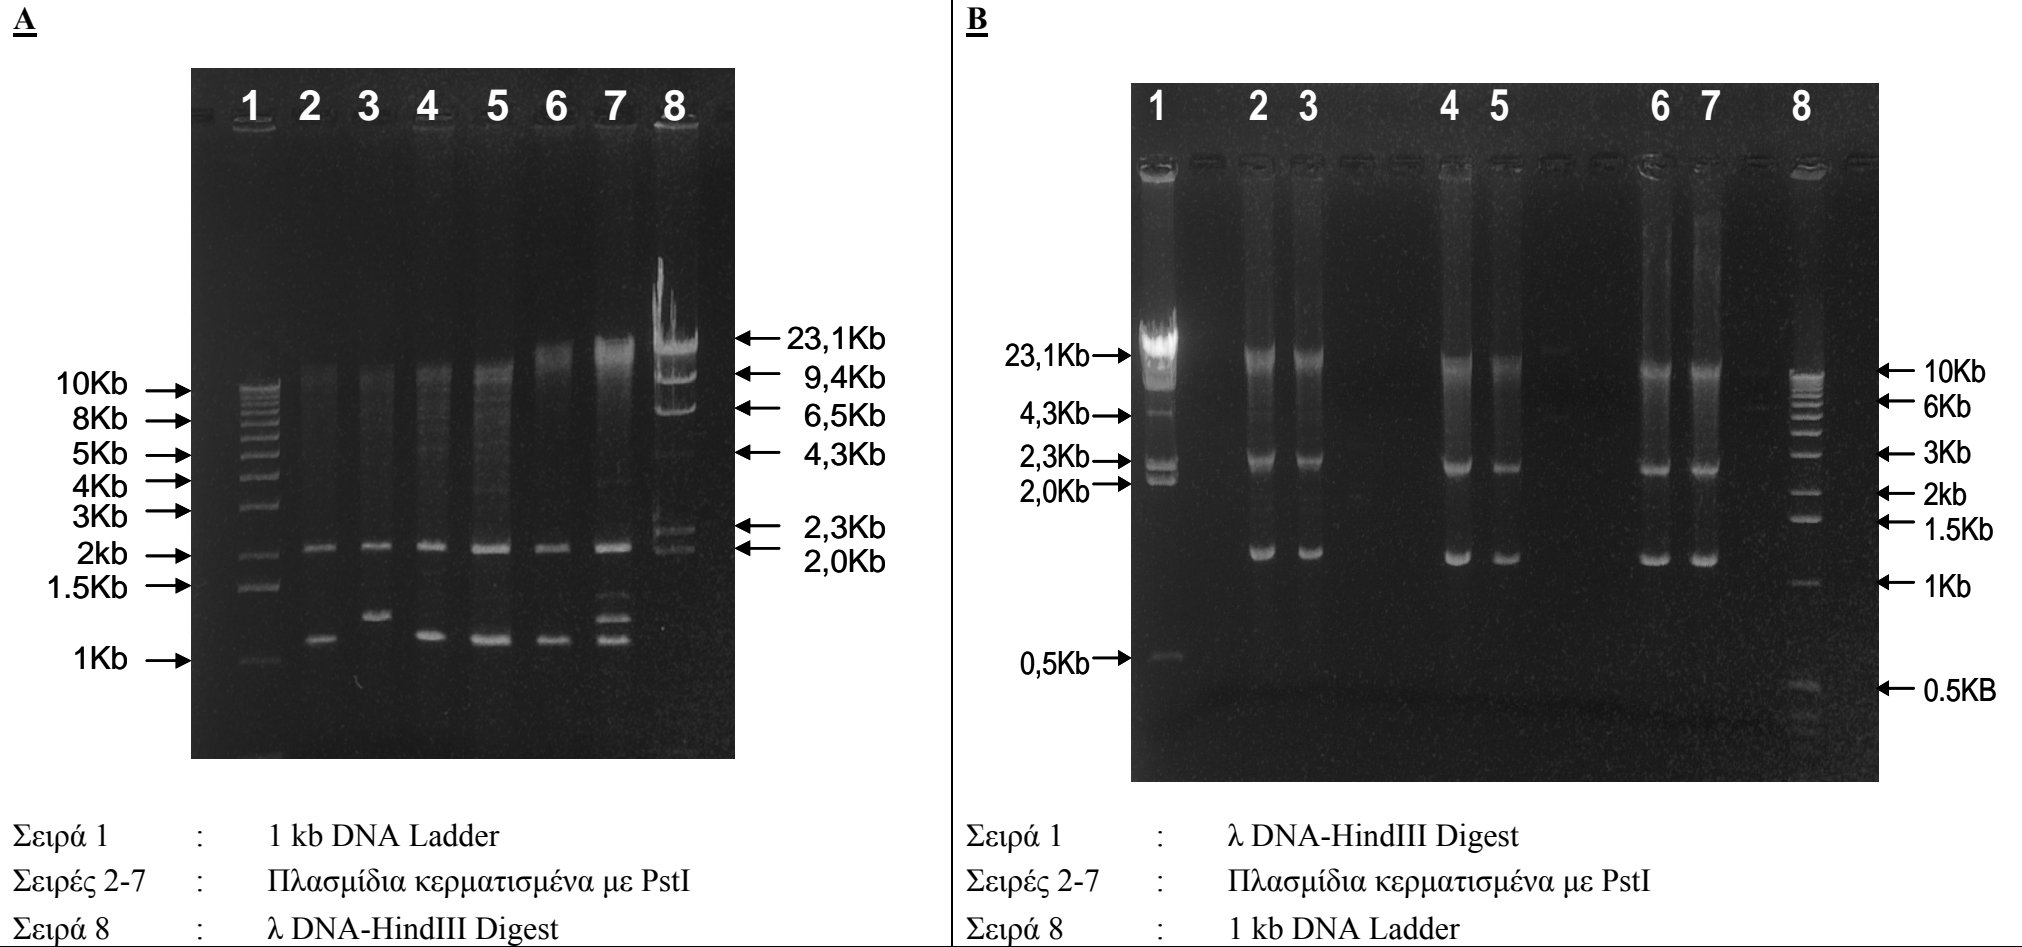 A
1 2 3 4 5 6 7 8
10Kb
8Kb
5Kb
4Kb
3Kb
2kb
1.5Kb
1Kb
23,1Kb
9,4Kb
6,5Kb
4,3Kb
2,3Kb
2,0Kb
Σειρά 1 : 1 kb DNA Ladder
Σειρές 2-7 : Πλασμίδια κερματισμένα με PstI
Σειρά 8 : λ DNA-HindIII Digest
B
1 2 3 4 5 6 7 8
23,1Kb
4,3Kb
2,3Kb
2,0Kb
0,5Kb
10Kb
6Kb
3Kb
2kb
1.5Kb
1Kb
0.5KB
Σειρά 1 : λ DNA-HindIII Digest
Σειρές 2-7 : Πλασμίδια κερματισμένα με PstI
Σειρά 8 : 1 kb DNA Ladder